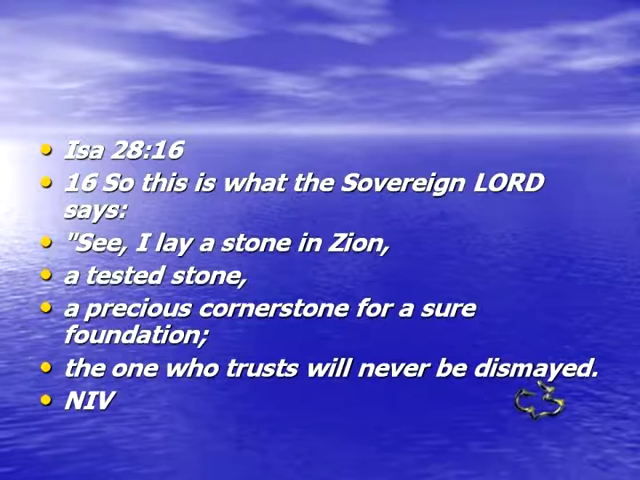 • Isa 28:16
• 16 So this is what the Sovereign LORD
says:
• "See, I lay a stone in Zion,
• a tested stone,
• a precious cornerstone for a sure
foundation;
• the one who trusts will never be dismayed.
• NIV